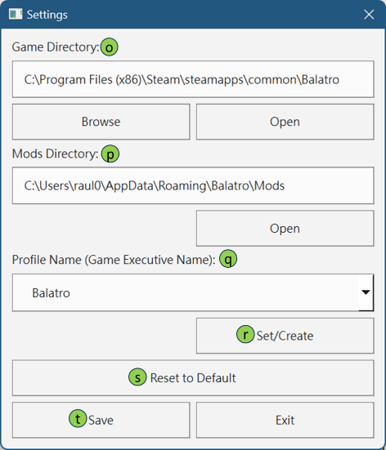 Settings
Game Directory: o
C:\Program Files (x86)\Steam\steamapps\common\Balatro
Browse Open
Mods Directory: p
C:\Users\raul0\AppData\Roaming\Balatro\Mods
Open
Profile Name (Game Executive Name): q
Balatro
r Set/Create
s Reset to Default
t Save Exit